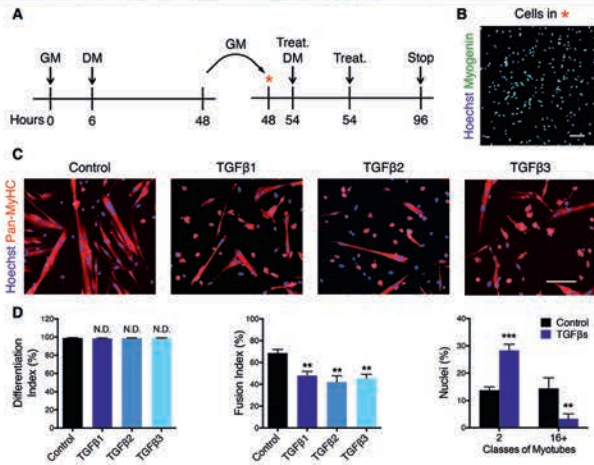 A
GM
DM
GM
Treat.
DM
Treat.
Stop
*
Hours 0 6 48 48 54 54 96
B
Cells in *
Hoechst Myogenin
C
Control TGFβ1 TGFβ2 TGFβ3
Hoechst Pan-MyHC
D
Differentiation
Index (%)
100
80
60
40
20
0
N.D. N.D. N.D.
Control TGFβ1 TGFβ2 TGFβ3
Fusion Index (%)
100
80
60
40
20
0
** ** **
Control TGFβ1 TGFβ2 TGFβ3
Nuclei (%)
40
30
20
10
0
***
**
Control
TGFβs
2 16+
Classes of Myotubes